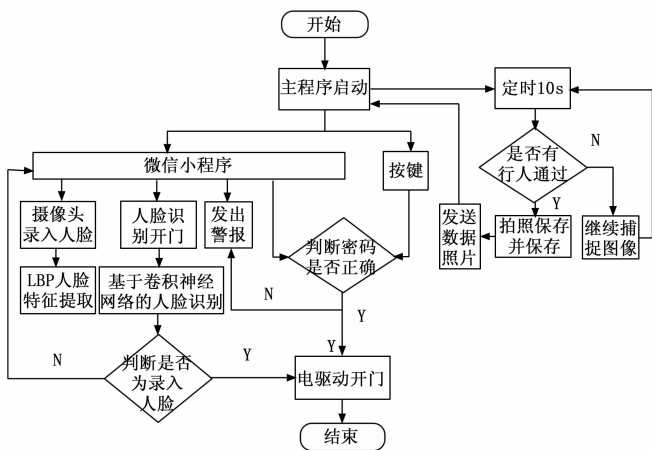 开始
主程序启动
定时10s
微信小程序
按键
是否有
行人通过
N
Y
摄像头
录入人脸
人脸识
别开门
发出
警报
判断密码
是否正确
发送
数据
照片
拍照保存
并保存
继续捕
捉图像
LBP人脸
特征提取
基于卷积神经
网络的人脸识别
N
Y
Y
判断是否
为录入
人脸
N
Y
电驱动开门
结束